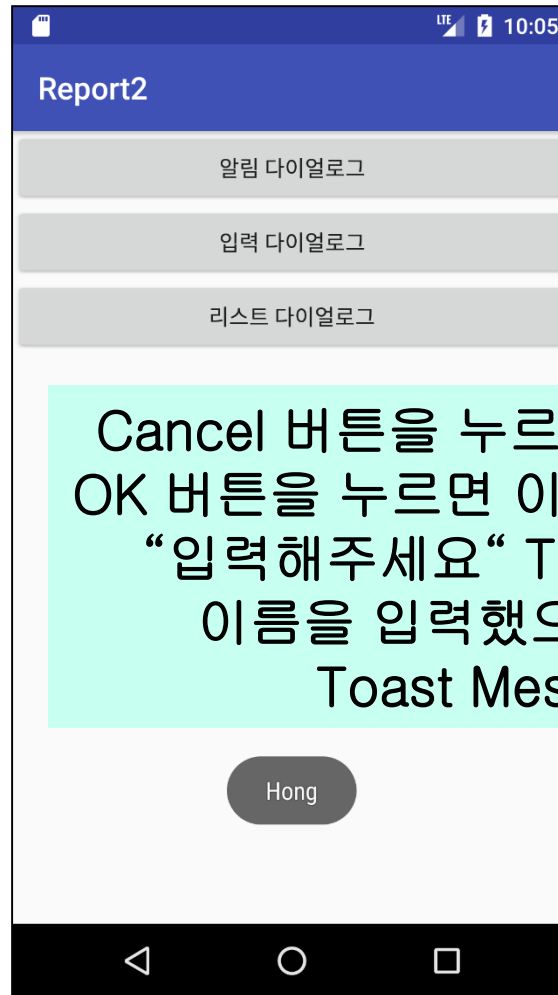 LTE 10:05
Report2
알림 다이얼로그
입력 다이얼로그
리스트 다이얼로그
Cancel 버튼을 누르
OK 버튼을 누르면 이
“입력해주세요“ T
이름을 입력했으
Toast Mes
Hong